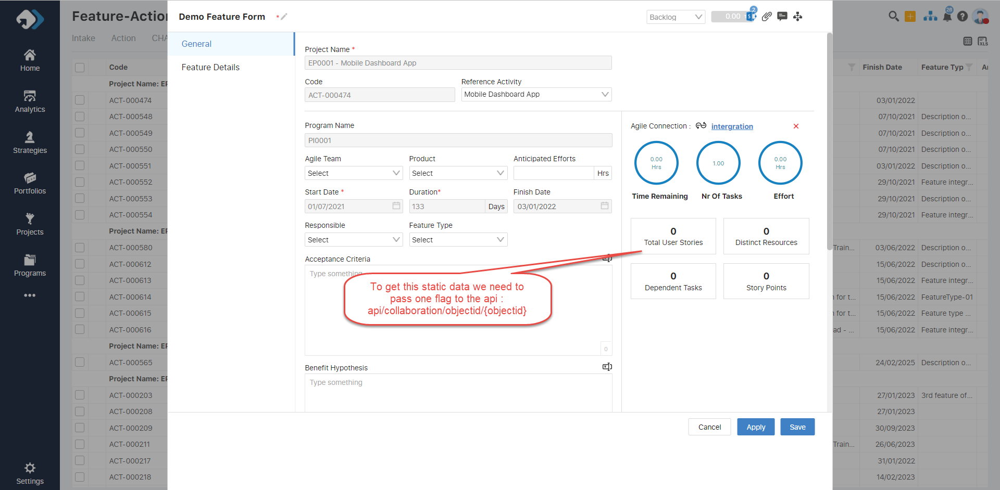 Home
Analytics
Strategies
Portfolios
Projects
Programs
Settings
Feature-Action
Intake
Action
CHA
Code
Project Name: EP
ACT-000474
ACT-000548
ACT-000549
ACT-000550
ACT-000551
ACT-000552
ACT-000553
ACT-000554
Project Name: EP
ACT-000580
ACT-000612
ACT-000613
ACT-000614
ACT-000615
ACT-000616
Project Name: EP
ACT-000565
Project Name: EP
ACT-000203
ACT-000208
ACT-000209
ACT-000211
ACT-000217
ACT-000218
Demo Feature Form *
Backlog
0.00
2
General
Feature Details
Project Name *
EP0001 - Mobile Dashboard App
Code
Reference Activity
ACT-000474
Mobile Dashboard App
Program Name
PI0001
Agile Team
Product
Anticipated Efforts
Select
Select
Hrs
Start Date *
Duration*
Finish Date
01/07/2021
133
Days
03/01/2022
Responsible
Feature Type
Select
Select
Acceptance Criteria
Type something
0
To get this static data we need to
pass one flag to the api :
api/collaboration/objectid/{objectid}
Benefit Hypothesis
Type something
Agile Connection :
intergration
0.00
Hrs
1.00
0.00
Hrs
Time Remaining
Nr Of Tasks
Effort
0
Total User Stories
0
Distinct Resources
0
Dependent Tasks
0
Story Points
Cancel
Apply
Save
26
XLS
Finish Date
Feature Typ
03/01/2022
07/10/2021 Description o...
07/10/2021 Description o...
07/10/2021 Description o...
03/01/2022 Description o...
29/10/2021 Feature integr...
29/10/2021 Description o...
29/10/2021 Feature integr...
Train... 03/06/2022 Description o...
15/06/2022 Description o...
15/06/2022 Feature integr...
n for t... 15/06/2022 FeatureType-01
n for t... 15/06/2022 Feature type ...
ad - ... 15/06/2022 Feature integr...
24/02/2025 Description o...
27/01/2023 3rd feature of...
27/01/2023
30/09/2023
Train... 26/06/2023
31/01/2022
14/02/2023